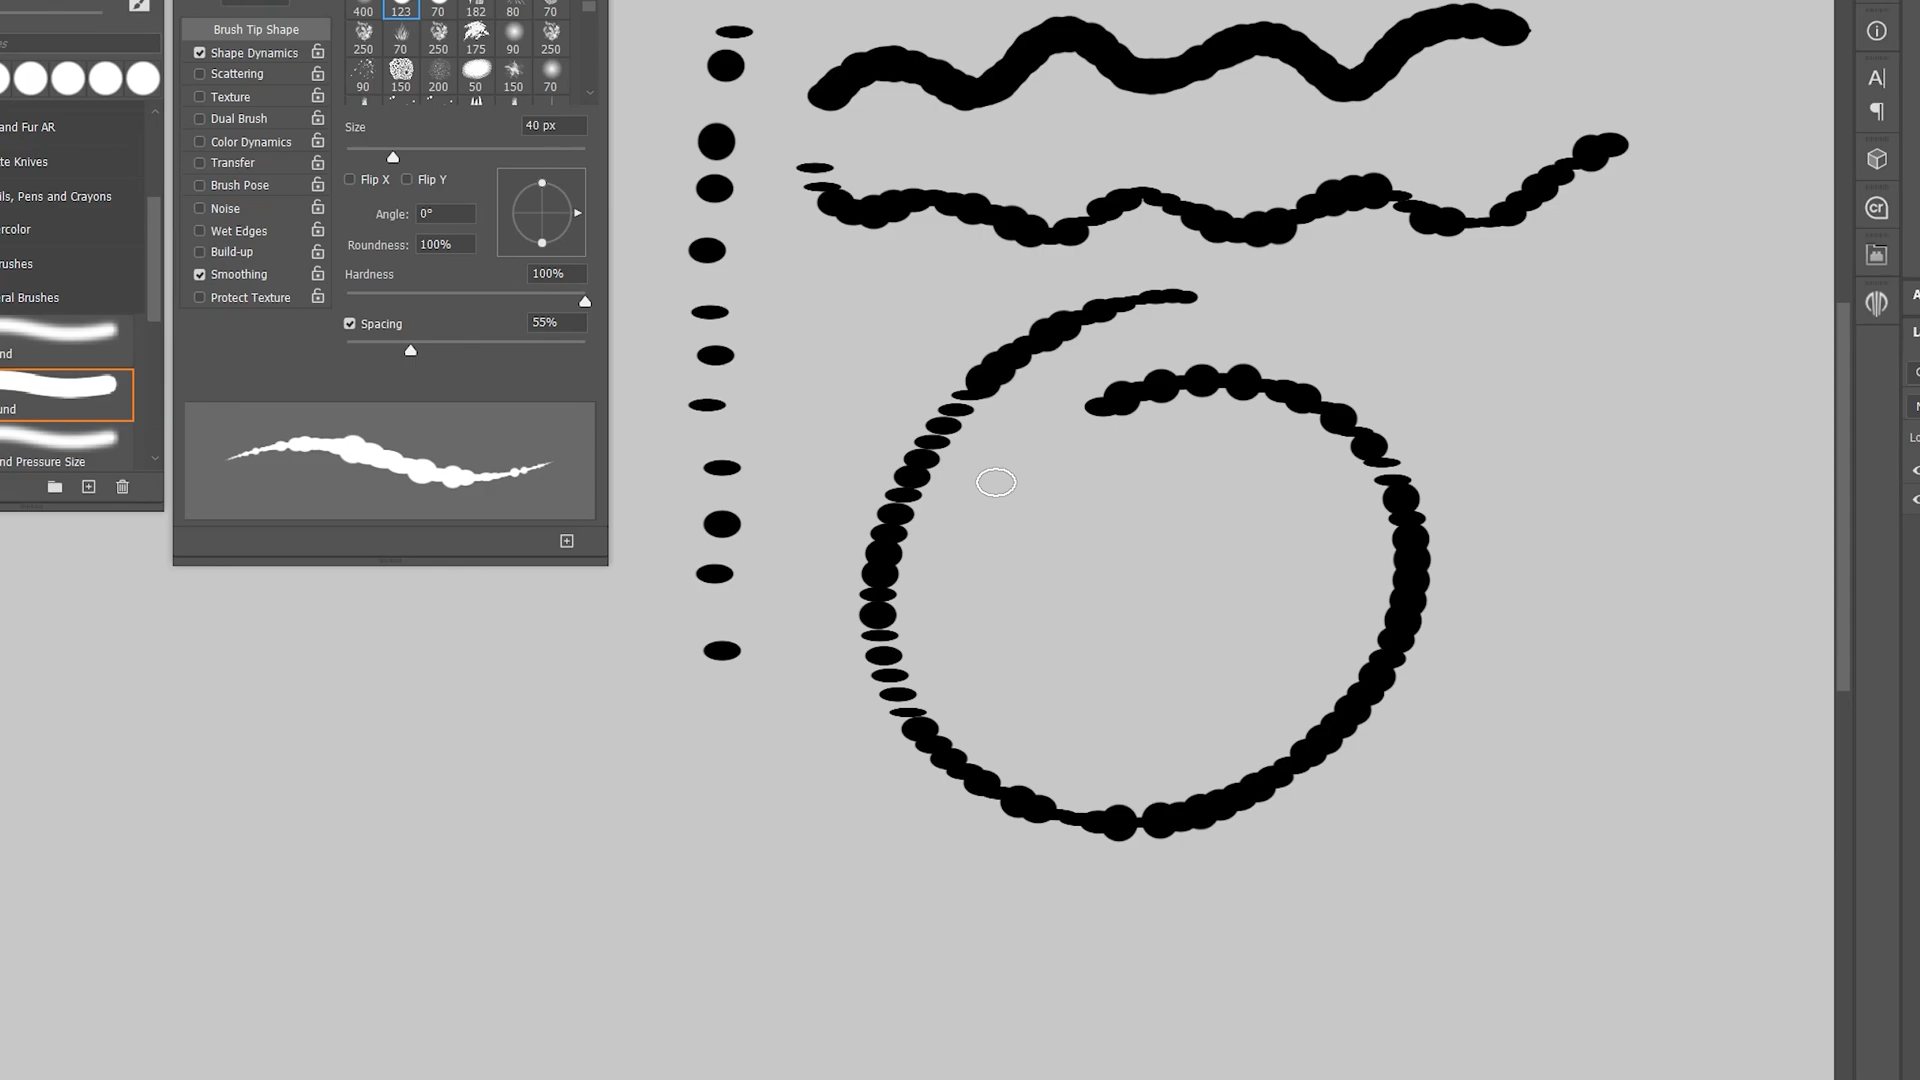 400 123 70 182 80 70
Brush Tip Shape
250 70 250 175 90 250
Shape Dynamics
Scattering
90 150 200 50 150 70
Texture
Dual Brush
Size 40 px
and Fur AR
Color Dynamics
te Knives
Transfer
Flip X Flip Y
Brush Pose
ils, Pens and Crayons
Noise
Angle: 0°
rcolor
Wet Edges
Roundness: 100%
Build-up
rushes
Smoothing
Hardness 100%
ral Brushes
Protect Texture
Spacing 55%
nd
und
nd Pressure Size
A
cr
Lo